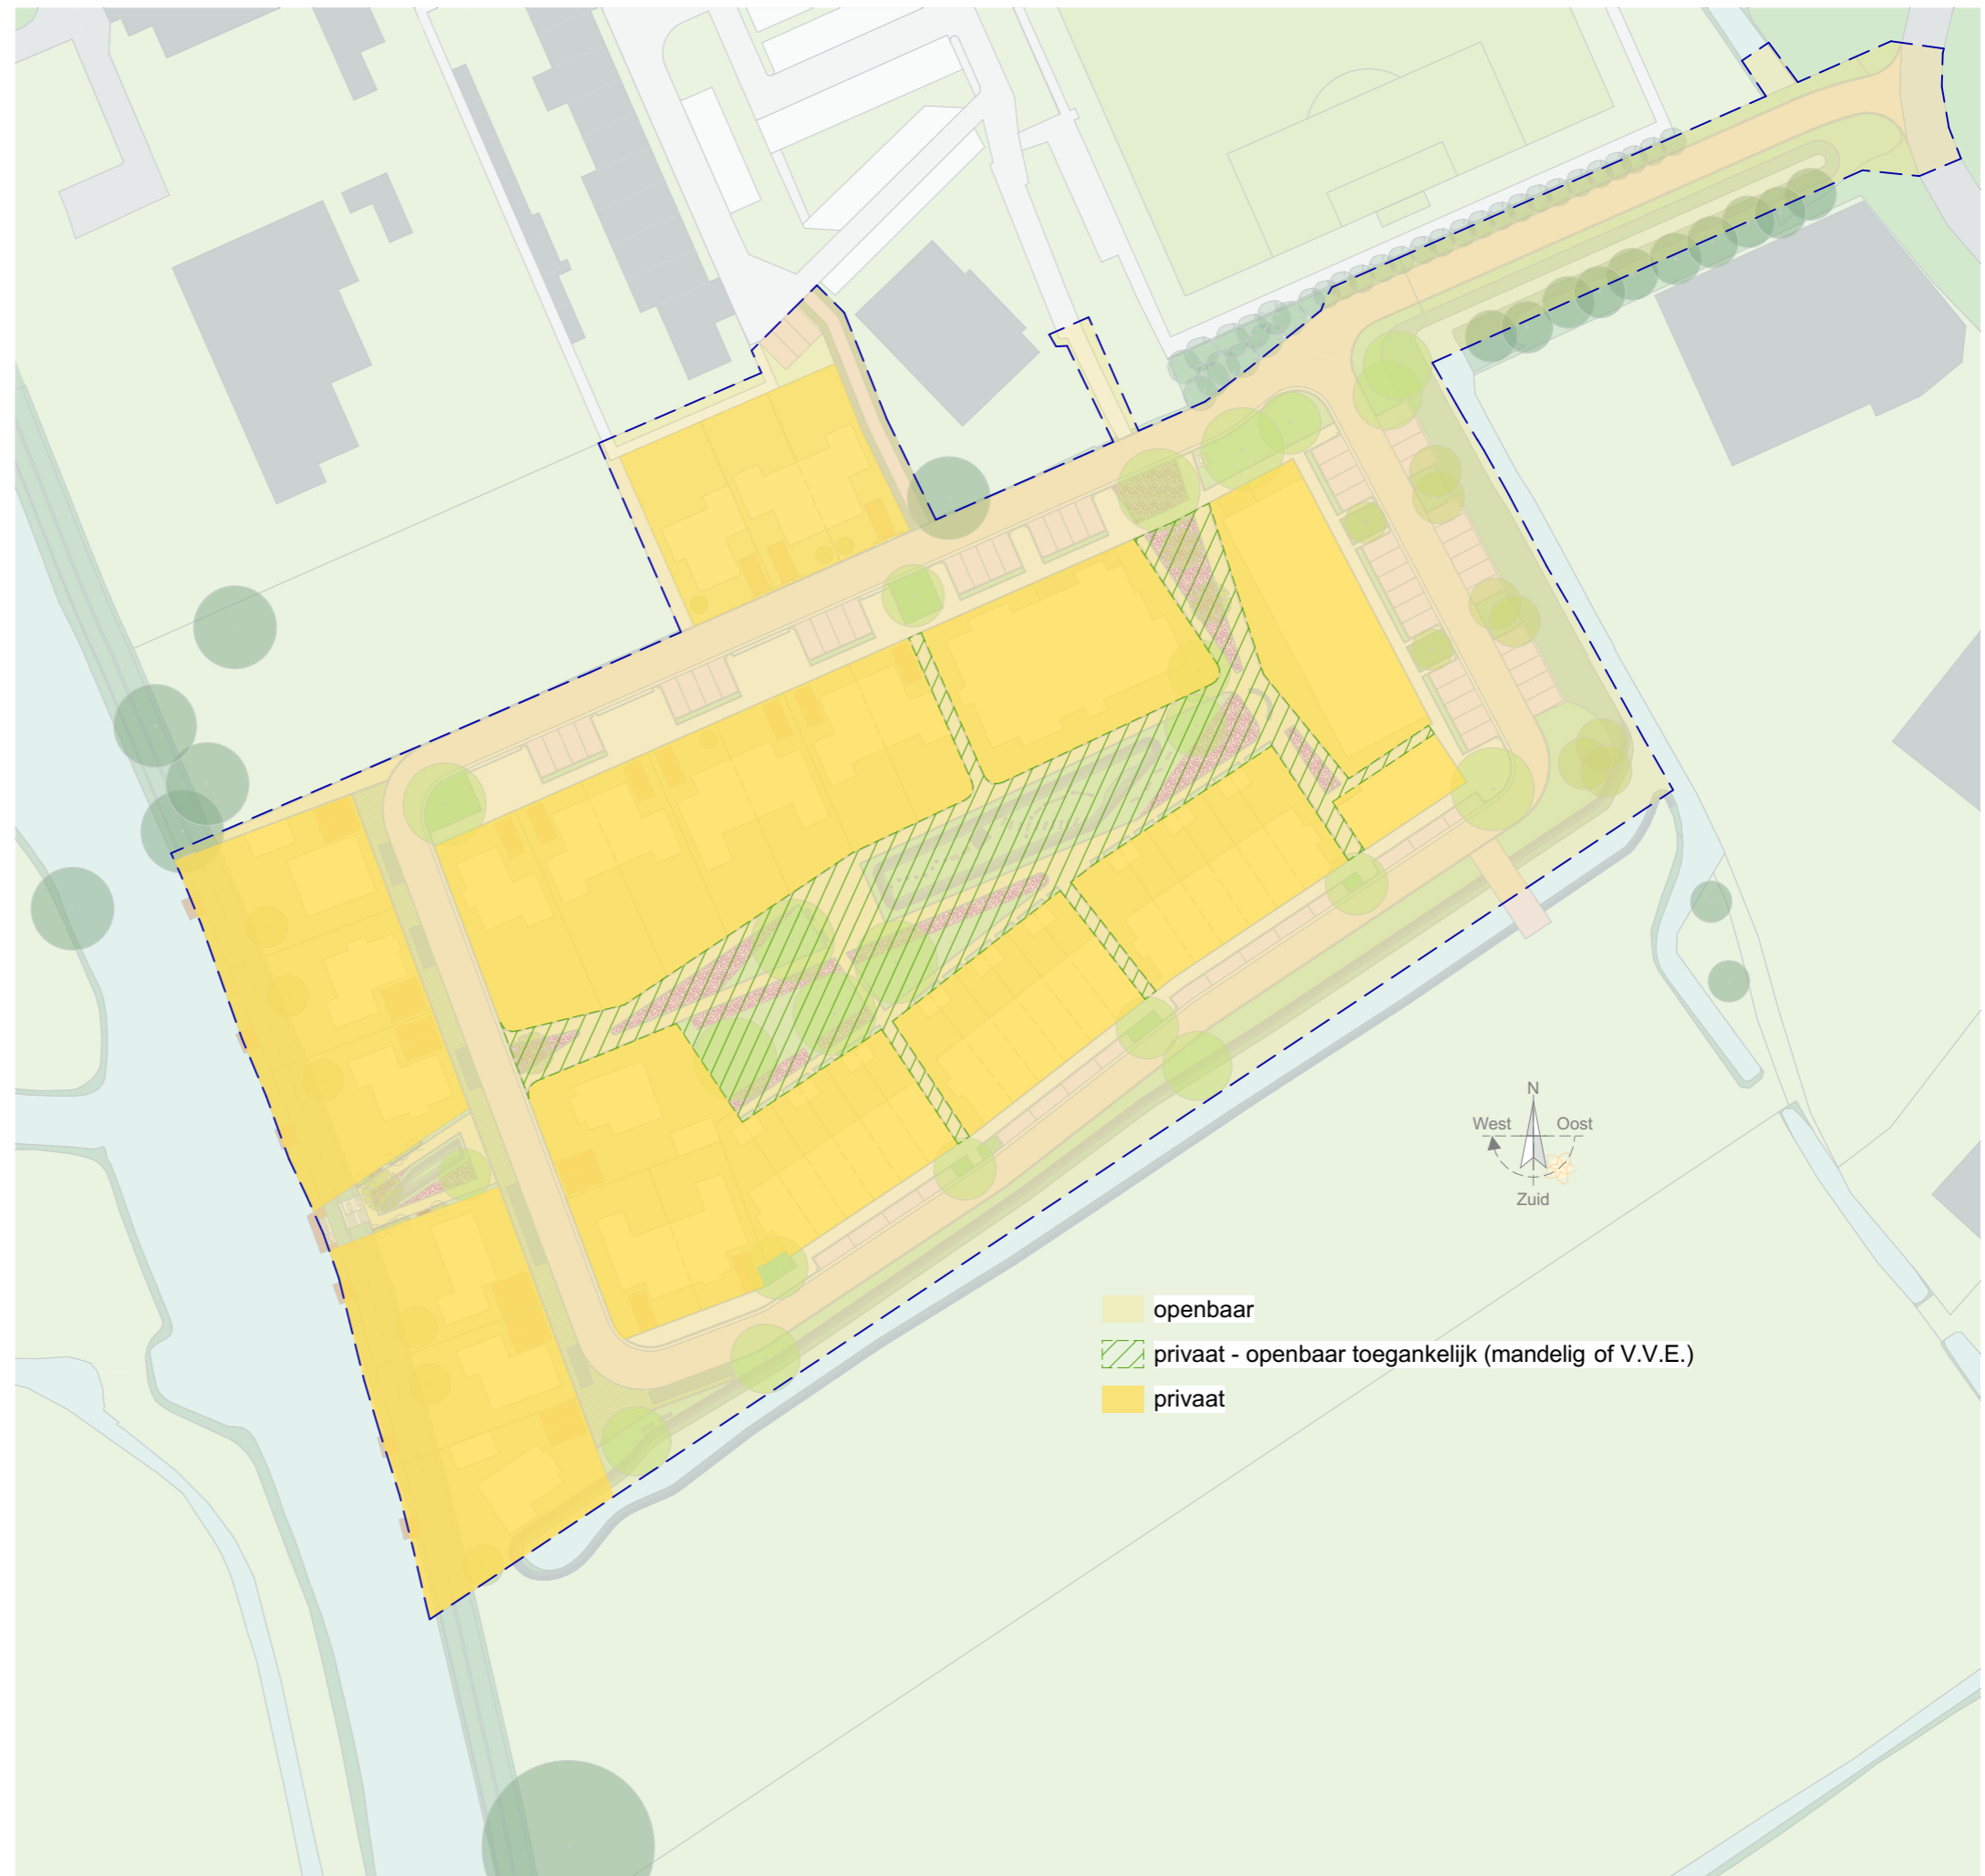 N
West Oost
Zuid
openbaar
privaat - openbaar toegankelijk (mandelig of V.V.E.)
privaat